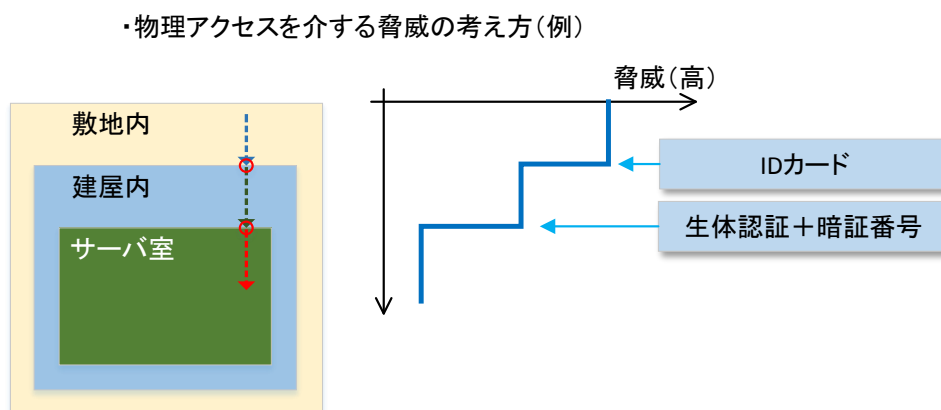 ・物理アクセスを介する脅威の考え方(例)
脅威(高)
敷地内
建屋内
IDカード
生体認証＋暗証番号
サーバ室